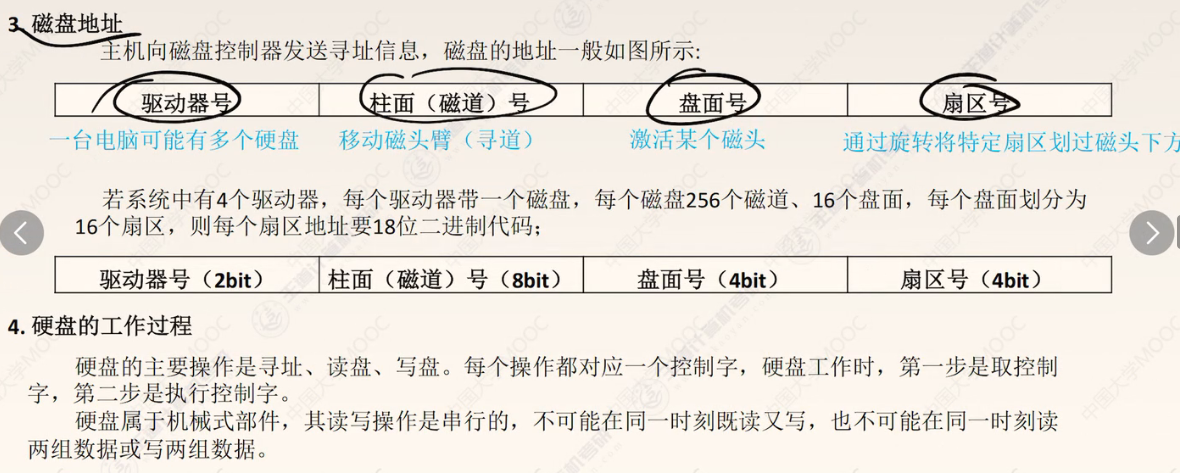 3. 磁盘地址
主机向磁盘控制器发送寻址信息，磁盘的地址一般如图所示:
驱动器号 柱面（磁道）号 盘面号 扇区号
一台电脑可能有多个硬盘 移动磁头臂（寻道） 激活某个磁头 通过旋转将特定扇区划过磁头下方
若系统中有4个驱动器，每个驱动器带一个磁盘，每个磁盘256个磁道、16个盘面，每个盘面划分为
16个扇区，则每个扇区地址要18位二进制代码；
驱动器号（2bit） 柱面（磁道）号（8bit） 盘面号（4bit） 扇区号（4bit）
4. 硬盘的工作过程
硬盘的主要操作是寻址、读盘、写盘。每个操作都对应一个控制字，硬盘工作时，第一步是取控制
字，第二步是执行控制字。
硬盘属于机械式部件，其读写操作是串行的，不可能在同一时刻既读又写，也不可能在同一时刻读
两组数据或写两组数据。